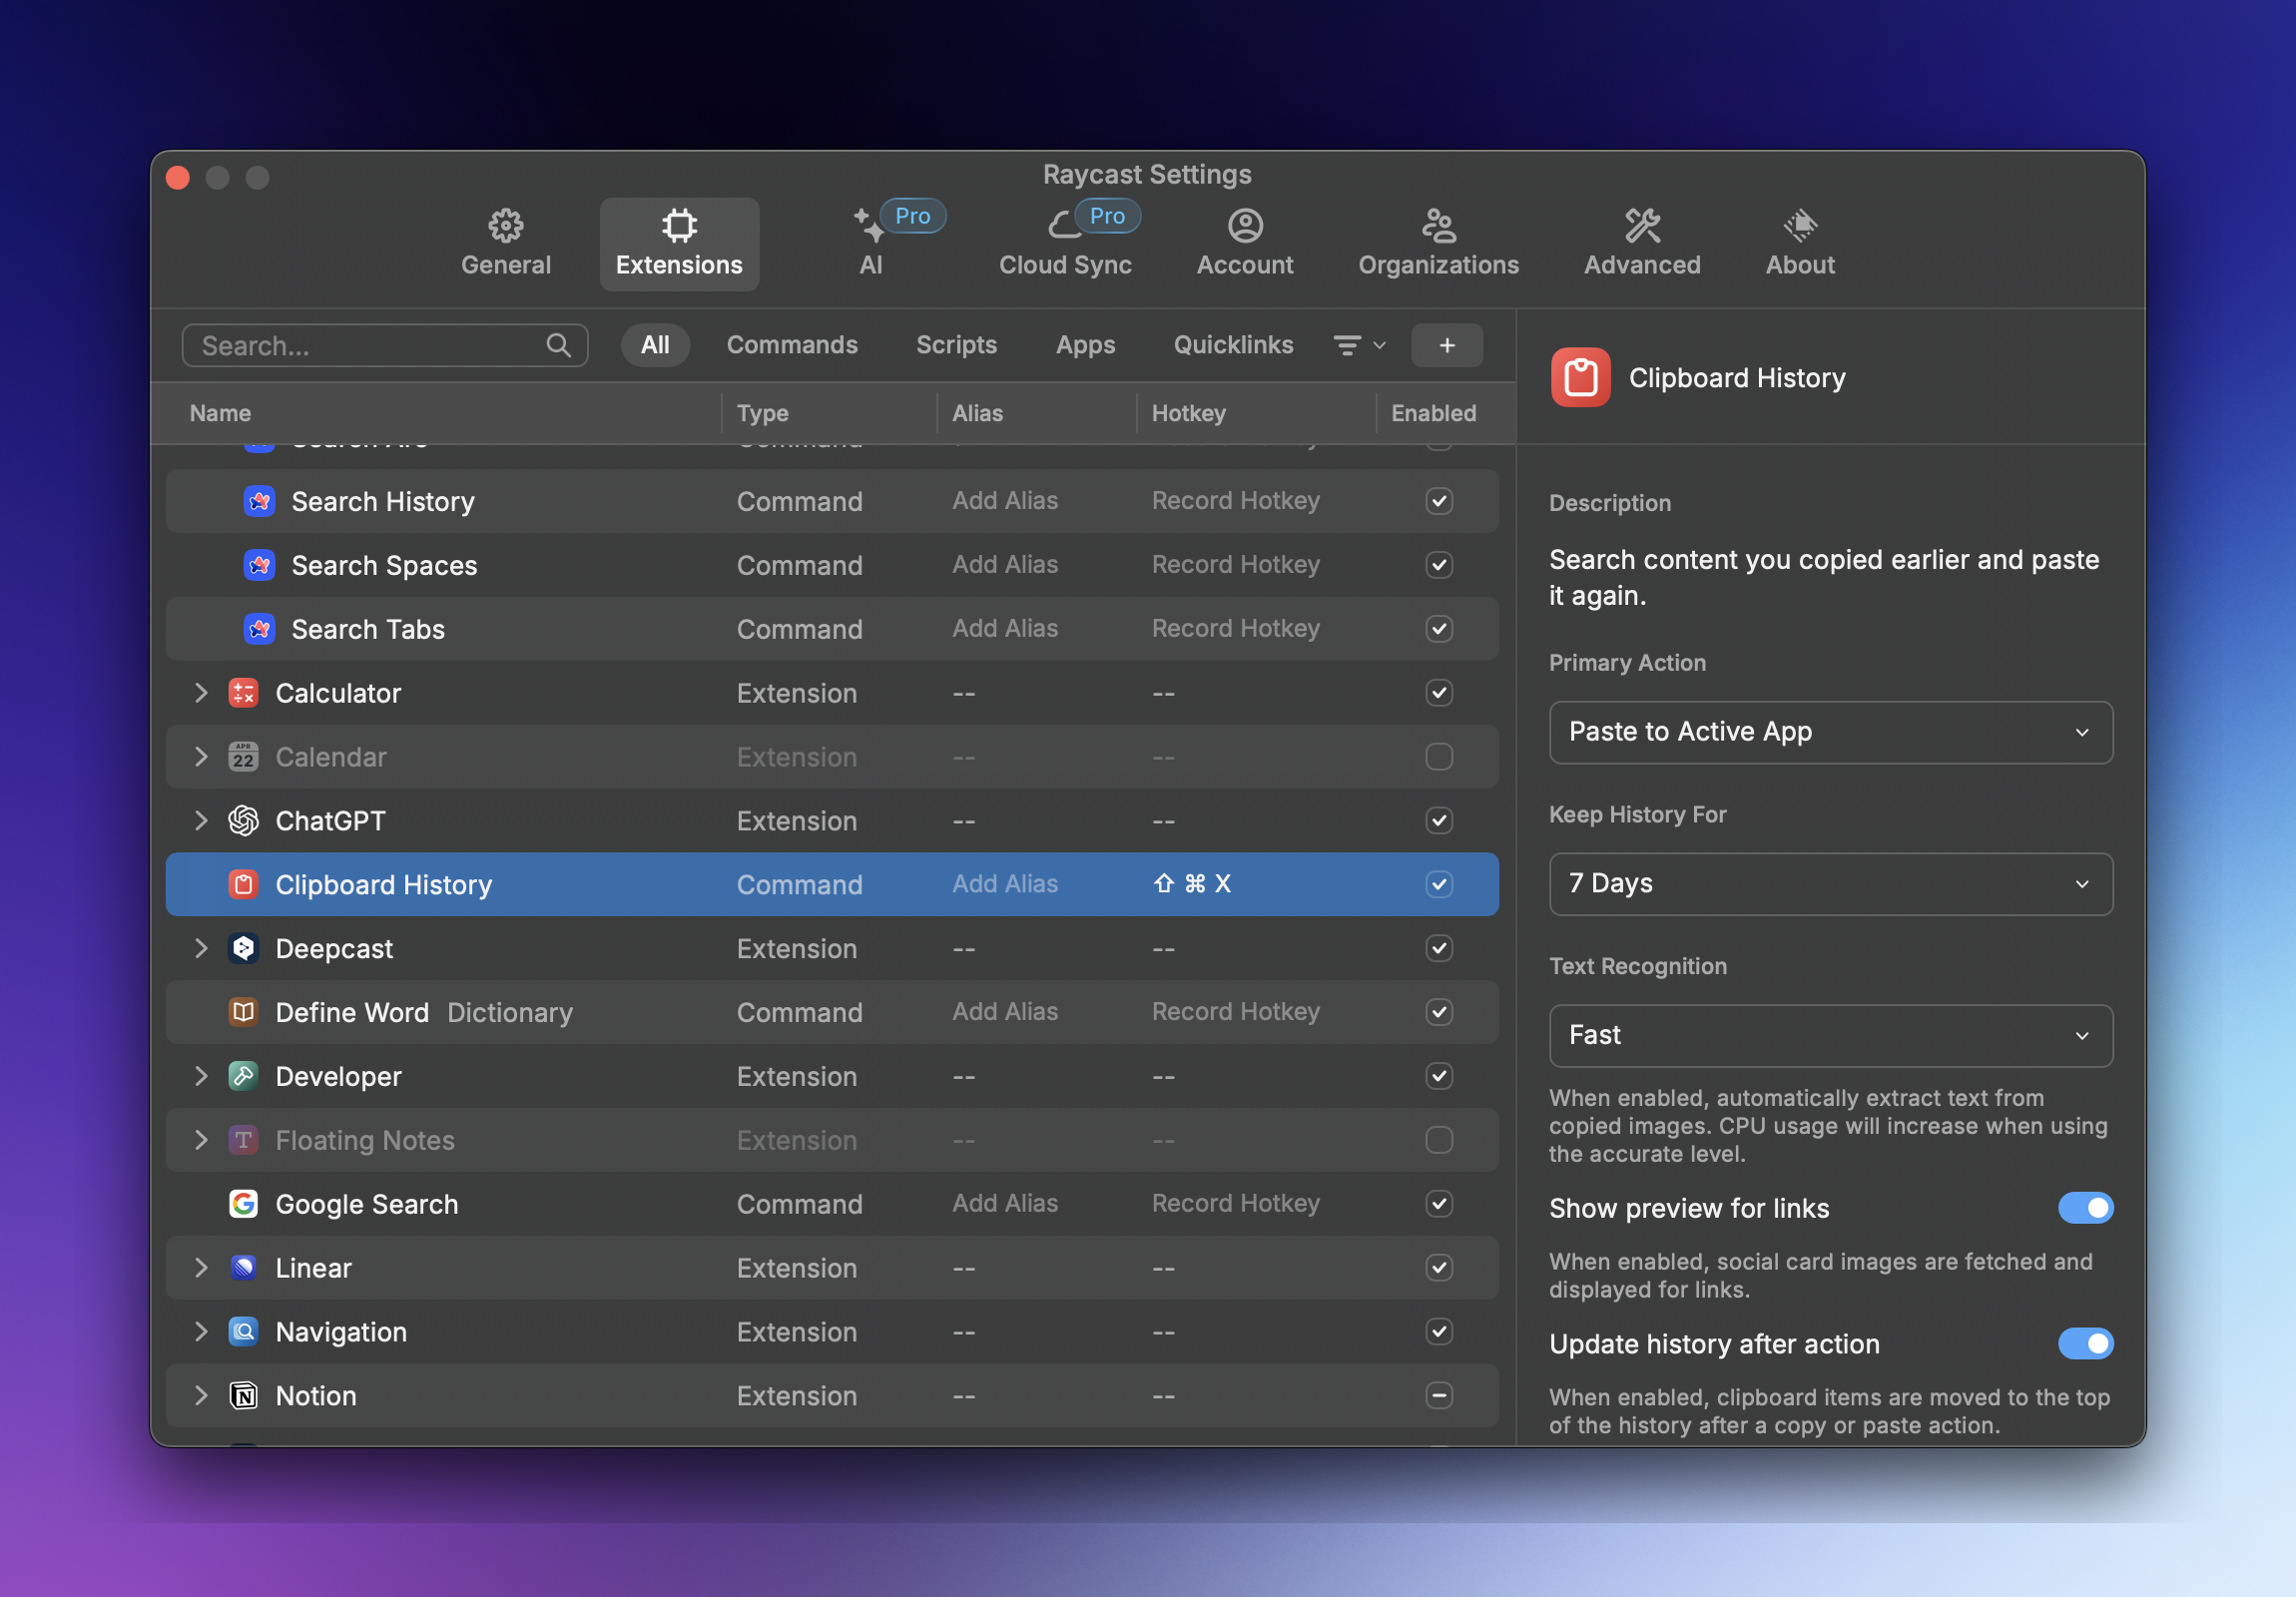 Raycast Settings
General
Extensions
Pro
AI
Pro
Cloud Sync
Account
Organizations
Advanced
About
Search...
All
Commands
Scripts
Apps
Quicklinks
+
Name Type Alias Hotkey Enabled
Search History Command Add Alias Record Hotkey
Search Spaces Command Add Alias Record Hotkey
Search Tabs Command Add Alias Record Hotkey
Calculator Extension -- --
APR
22
Calendar Extension -- --
ChatGPT Extension -- --
Clipboard History Command Add Alias ⇧ ⌘ X
Deepcast Extension -- --
Define Word Dictionary Command Add Alias Record Hotkey
Developer Extension -- --
T Floating Notes Extension -- --
G Google Search Command Add Alias Record Hotkey
Linear Extension -- --
Navigation Extension -- --
N Notion Extension -- --
Clipboard History
Description
Search content you copied earlier and paste
it again.
Primary Action
Paste to Active App
Keep History For
7 Days
Text Recognition
Fast
When enabled, automatically extract text from
copied images. CPU usage will increase when using
the accurate level.
Show preview for links
When enabled, social card images are fetched and
displayed for links.
Update history after action
When enabled, clipboard items are moved to the top
of the history after a copy or paste action.